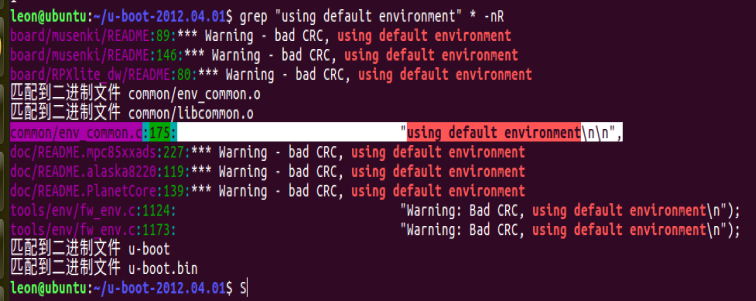 leon@ubuntu:~/u-boot-2012.04.01$ grep "using default environment" * -nR
board/musenki/README:89:*** Warning - bad CRC, using default environment
board/musenki/README:146:*** Warning - bad CRC, using default environment
board/RPXlite_dw/README:80:*** Warning - bad CRC, using default environment
匹配到二进制文件 common/env_common.o
匹配到二进制文件 common/libcommon.o
common/env_common.c:175: "using default environment\n\n",
doc/README.mpc85xxads:227:*** Warning - bad CRC, using default environment
doc/README.alaska8220:119:*** Warning - bad CRC, using default environment
doc/README.PlanetCore:139:*** Warning - bad CRC, using default environment
tools/env/fw_env.c:1124: "Warning: Bad CRC, using default environment\n");
tools/env/fw_env.c:1173: "Warning: Bad CRC, using default environment\n");
匹配到二进制文件 u-boot
匹配到二进制文件 u-boot.bin
leon@ubuntu:~/u-boot-2012.04.01$ S